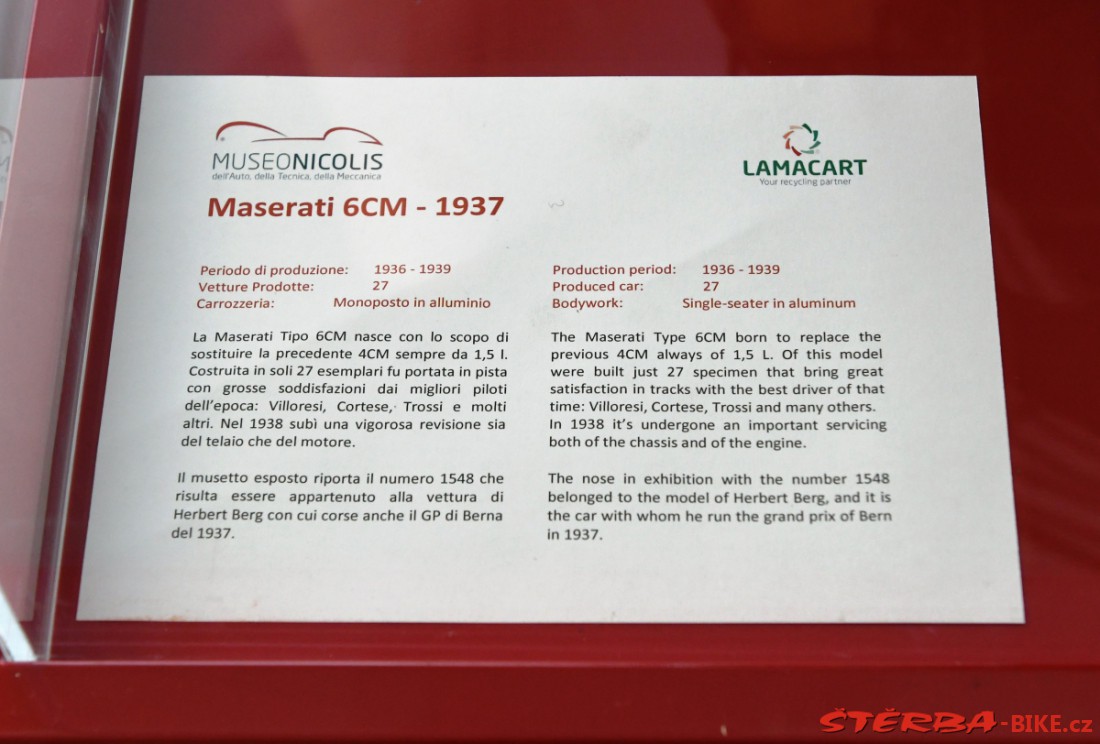 MUSEONICOLIS
dell'Auto, della Tecnica, della Meccanica
LAMACART
Your recycling partner
Maserati 6CM - 1937
Periodo di produzione: 1936 - 1939
Vetture Prodotte: 27
Carrozzeria: Monoposto in alluminio
La Maserati Tipo 6CM nasce con lo scopo di
sostituire la precedente 4CM sempre da 1,5 l.
Costruita in soli 27 esemplari fu portata in pista
con grosse soddisfazioni dai migliori piloti
dell'epoca: Villoresi, Cortese, Trossi e molti
altri. Nel 1938 subì una vigorosa revisione sia
del telaio che del motore.
Il musetto esposto riporta il numero 1548 che
risulta essere appartenuto alla vettura di
Herbert Berg con cui corse anche il GP di Berna
del 1937.
Production period: 1936 - 1939
Produced car: 27
Bodywork: Single-seater in aluminum
The Maserati Type 6CM born to replace the
previous 4CM always of 1,5 L. Of this model
were built just 27 specimen that bring great
satisfaction in tracks with the best driver of that
time: Villoresi, Cortese, Trossi and many others.
In 1938 it's undergone an important servicing
both of the chassis and of the engine.
The nose in exhibition with the number 1548
belonged to the model of Herbert Berg, and it is
the car with whom he run the grand prix of Bern
in 1937.
ŠTĚRBA-BIKE.cz